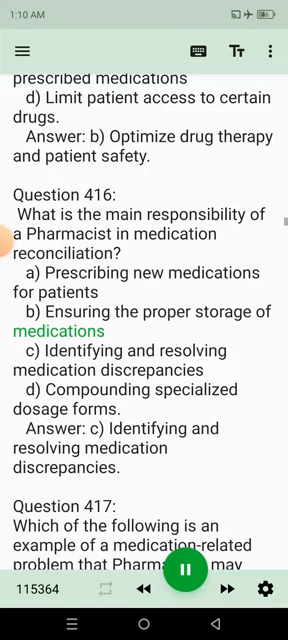 1:10 AM
prescribed medications
d) Limit patient access to certain
drugs.
Answer: b) Optimize drug therapy
and patient safety.
Question 416:
What is the main responsibility of
a Pharmacist in medication
reconciliation?
a) Prescribing new medications
for patients
b) Ensuring the proper storage of
medications
c) Identifying and resolving
medication discrepancies
d) Compounding specialized
dosage forms.
Answer: c) Identifying and
resolving medication
discrepancies.
Question 417:
Which of the following is an
example of a medication-related
problem that Pharma may
115364